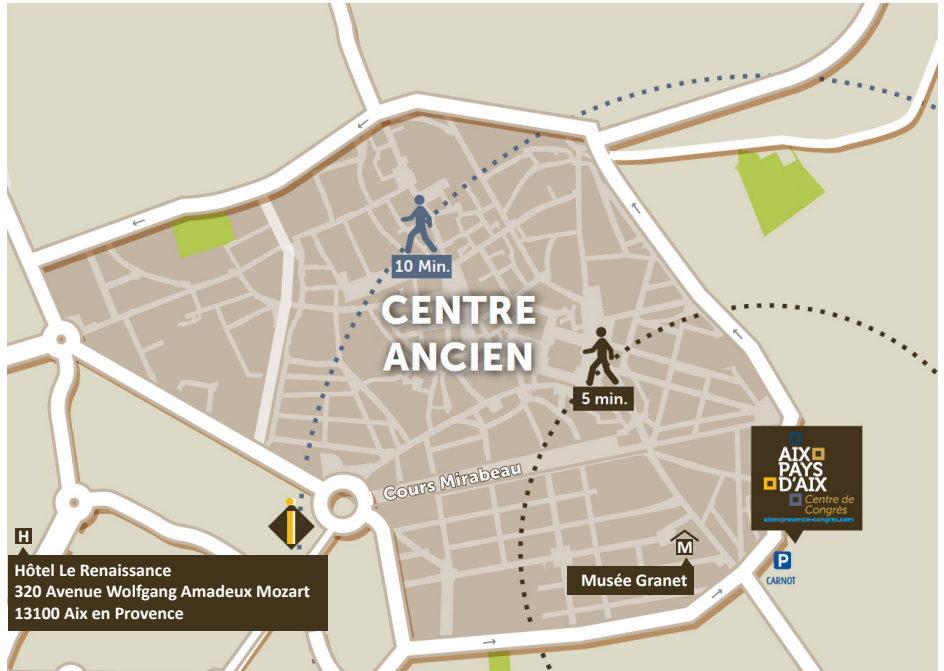 10 Min.
CENTRE
ANCIEN
5 min.
Cours Mirabeau
AIX
PAYS
D'AIX
Centre de
Congrès
aixenprovence-congres.com
P
CARNOT
M
Musée Granet
H
Hôtel Le Renaissance
320 Avenue Wolfgang Amadeux Mozart
13100 Aix en Provence